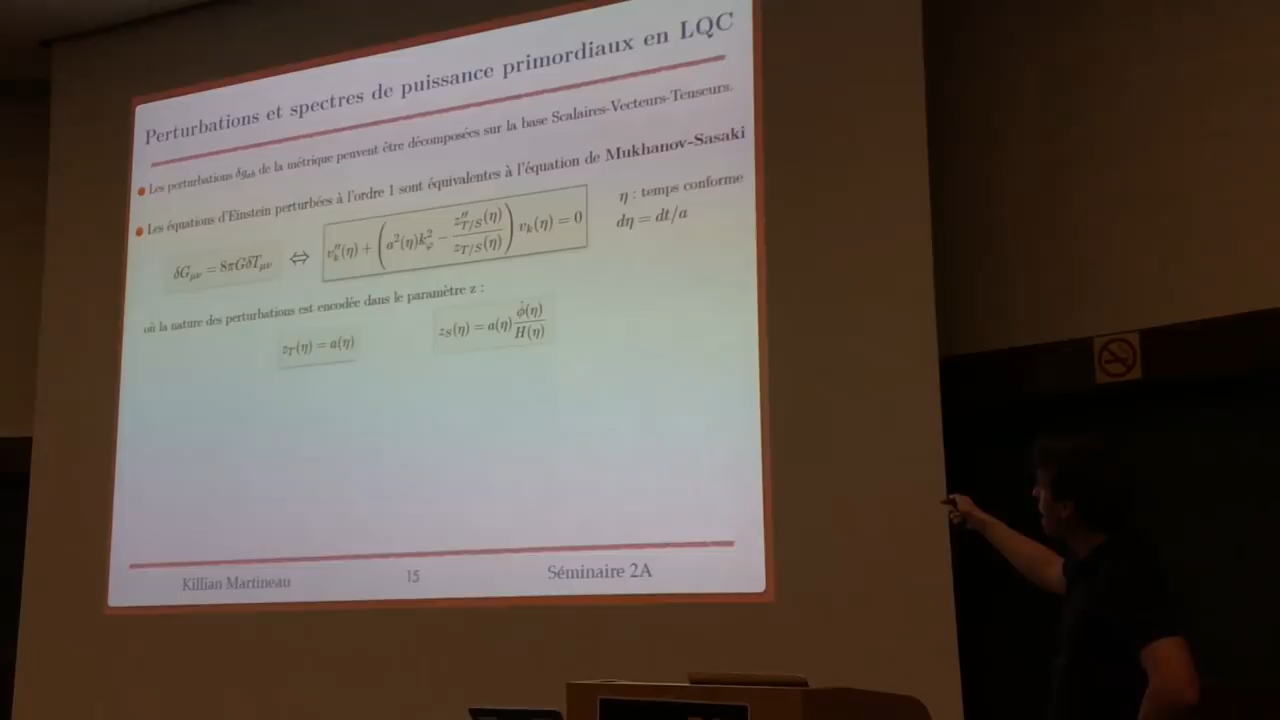 Perturbations et spectres de puissance primordiaux en LQC
● Les perturbations δg_ab de la métrique peuvent être décomposées sur la base Scalaires-Vecteurs-Tenseurs.
● Les équations d'Einstein perturbées à l'ordre 1 sont équivalentes à l'équation de Mukhanov-Sasaki
δG_μν = 8πGδT_μν ⇔ v_k''(η) + (a²(η)k_φ² − z''_{T/S}(η) / z_{T/S}(η)) v_k(η) = 0
η : temps conforme
dη = dt/a
où la nature des perturbations est encodée dans le paramètre z :
z_T(η) = a(η)
z_S(η) = a(η) φ̇(η) / H(η)
Killian Martineau 15 Séminaire 2A